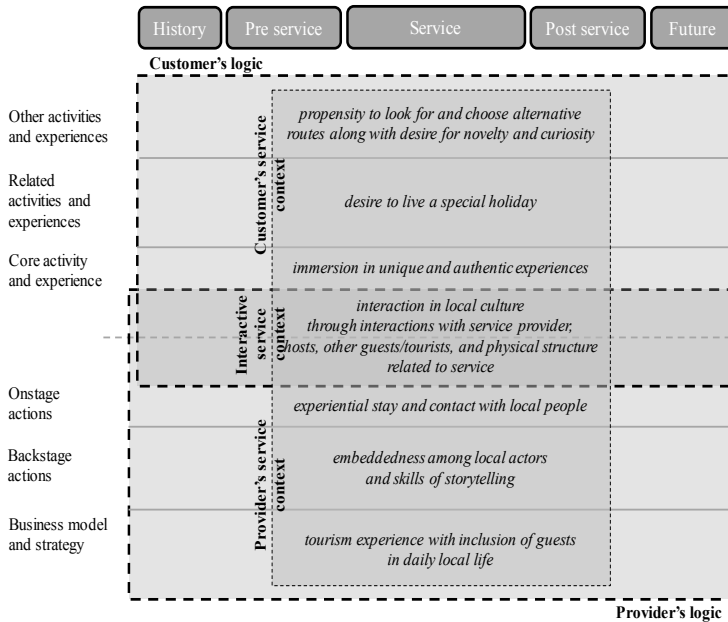 History
Pre service
Service
Post service
Future
Customer's logic
Other activities
and experiences
propensity to look for and choose alternative
routes along with desire for novelty and curiosity
Customer's service
context
Related
activities and
experiences
desire to live a special holiday
Core activity
and experience
immersion in unique and authentic experiences
Interactive
service
context
interaction in local culture
through interactions with service provider,
hosts, other guests/tourists, and physical structure
related to service
Onstage
actions
experiential stay and contact with local people
Provider's service
context
Backstage
actions
embeddedness among local actors
and skills of storytelling
Business model
and strategy
tourism experience with inclusion of guests
in daily local life
Provider's logic